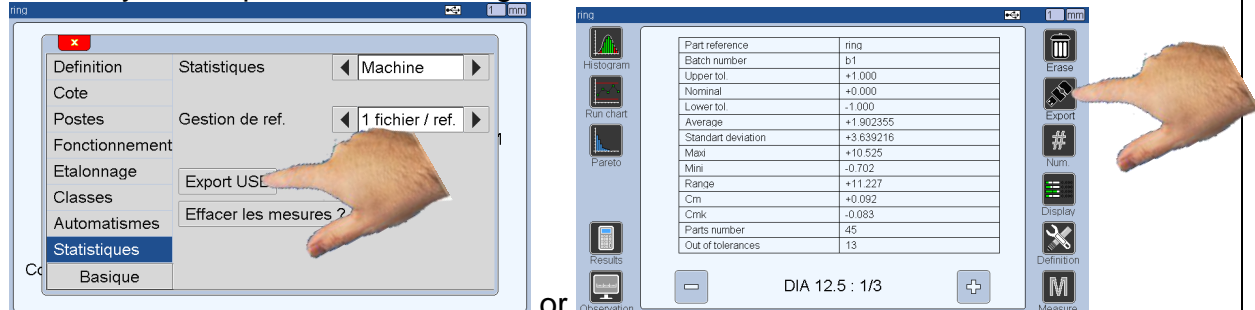 ring
1 mm
x
Definition
Statistiques
Machine
Cote
Postes
Gestion de ref.
1 fichier / ref.
Fonctionnement
Etalonnage
Export USB
Classes
Effacer les mesures ?
Automatismes
Statistiques
Basique
or
ring
1 mm
Histogram
Run chart
Pareto
Results
Observation
Part reference ring
Batch number b1
Upper tol. +1.000
Nominal +0.000
Lower tol. -1.000
Average +1.902355
Standart deviation +3.639216
Maxi +10.525
Mini -0.702
Range +11.227
Cm +0.092
Cmk -0.083
Parts number 45
Out of tolerances 13
DIA 12.5 : 1/3
Erase
Export
#
Num.
Display
Definition
M
Measure